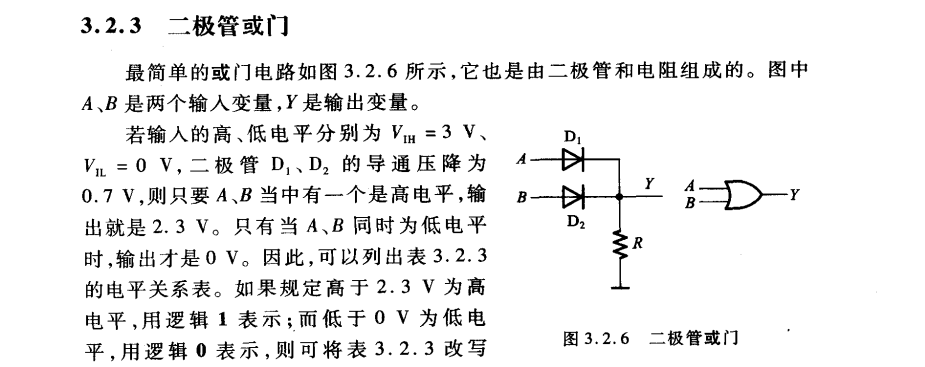 3.2.3 二极管或门
最简单的或门电路如图 3.2.6 所示,它也是由二极管和电阻组成的。图中
A、B 是两个输入变量,Y 是输出变量。
若输入的高、低电平分别为 VIH = 3 V、
VIL = 0 V,二极管 D1、D2 的导通压降为
0.7 V,则只要 A、B 当中有一个是高电平,输
出就是 2.3 V。只有当 A、B 同时为低电平
时,输出才是 0 V。因此,可以列出表 3.2.3
的电平关系表。如果规定高于 2.3 V 为高
电平,用逻辑 1 表示;而低于 0 V 为低电
平,用逻辑 0 表示,则可将表 3.2.3 改写
D1
A
B
D2
Y
R
A
B
Y
图 3.2.6 二极管或门